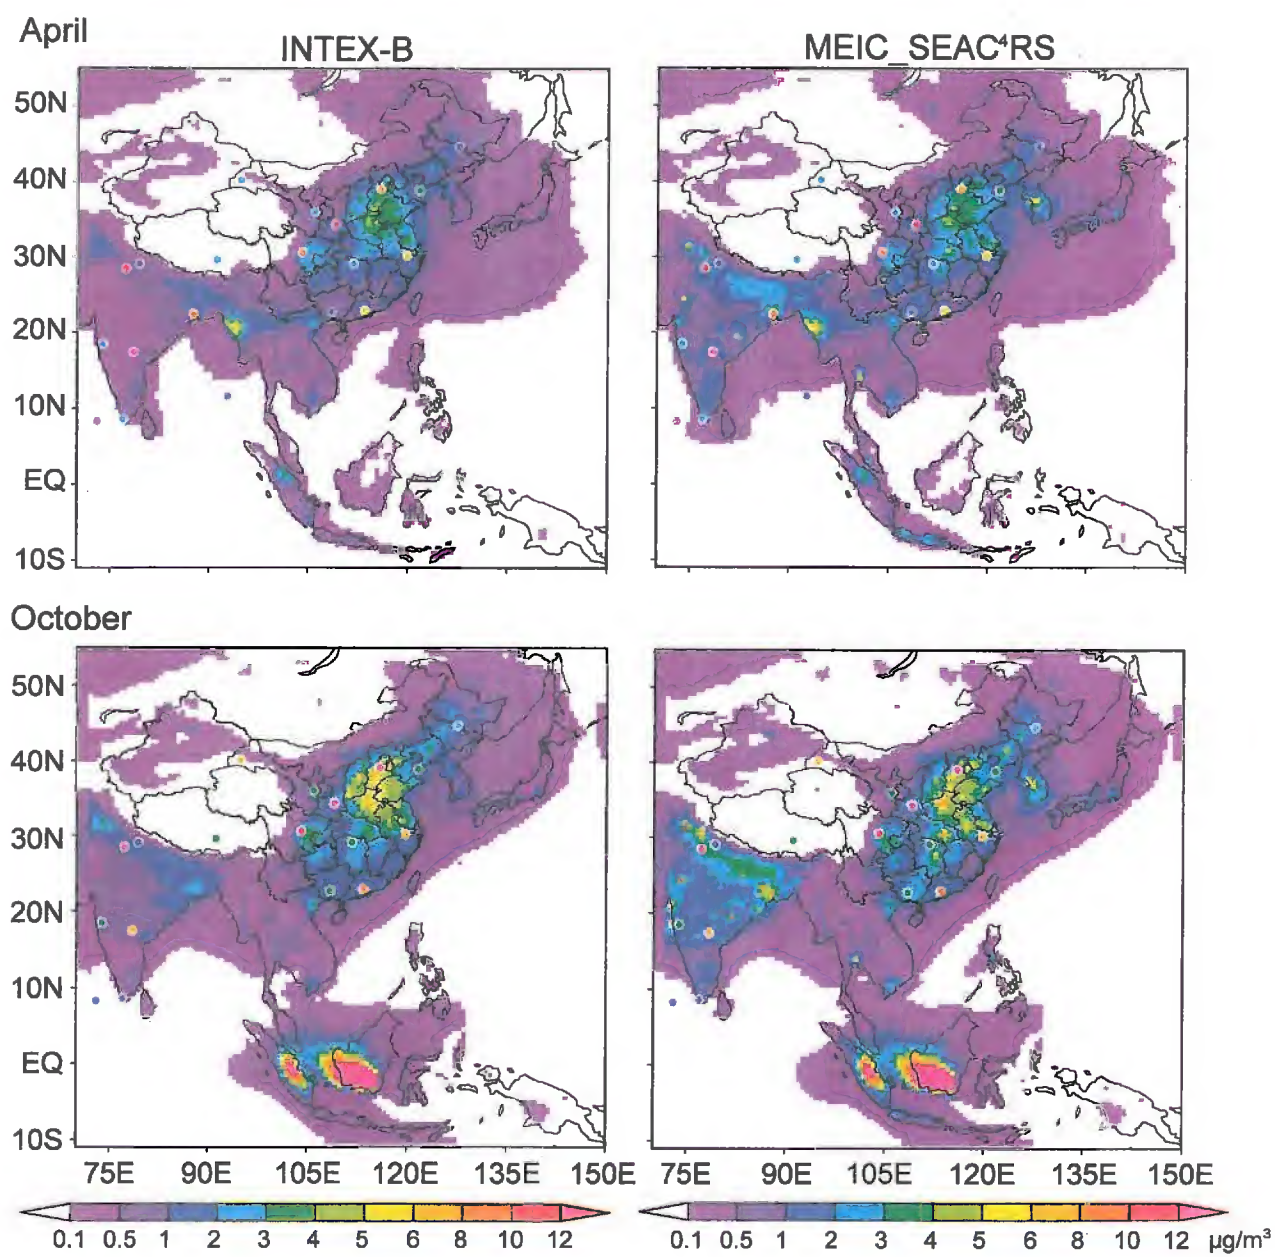 April
INTEX-B
MEIC_SEAC⁴RS
50N
40N
30N
20N
10N
EQ
10S
October
50N
40N
30N
20N
10N
EQ
10S
75E 90E 105E 120E 135E 150E
75E 90E 105E 120E 135E 150E
0.1 0.5 1 2 3 4 5 6 8 10 12
0.1 0.5 1 2 3 4 5 6 8 10 12 µg/m³